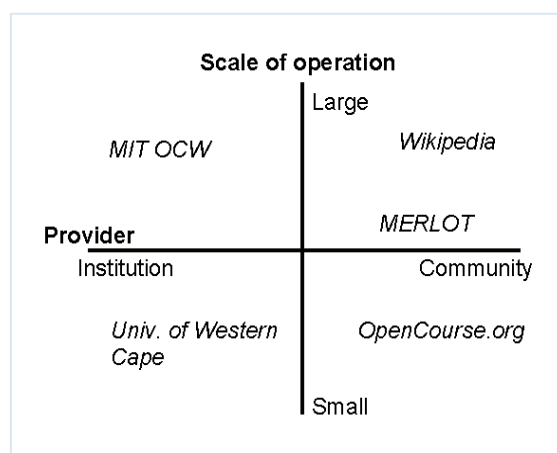 Scale of operation
Large
MIT OCW
Wikipedia
MERLOT
Provider
Institution
Community
Univ. of Western
Cape
OpenCourse.org
Small